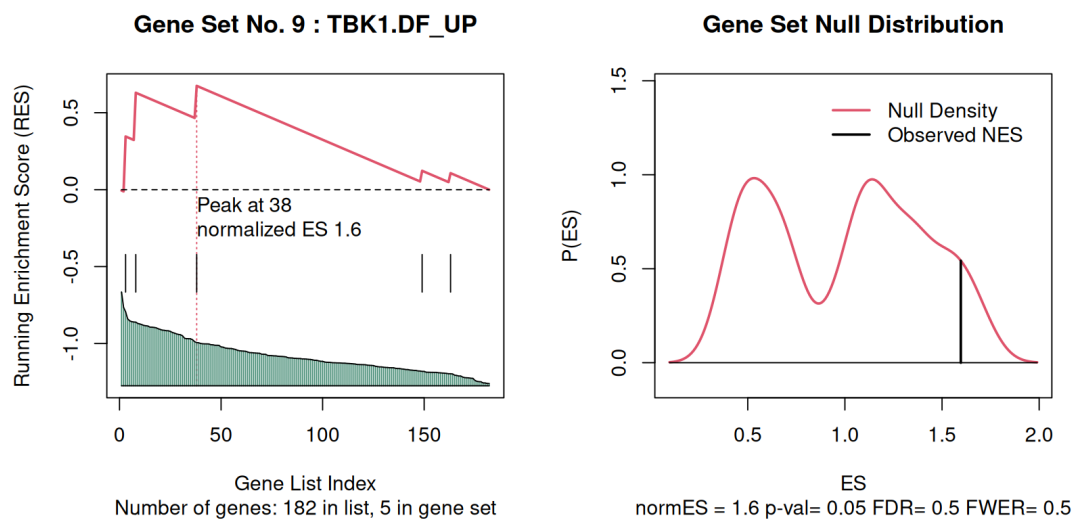 Gene Set No. 9 : TBK1.DF_UP
Running Enrichment Score (RES)
0.5
0.0
-0.5
-1.0
Peak at 38
normalized ES 1.6
0 50 100 150
Gene List Index
Number of genes: 182 in list, 5 in gene set
Gene Set Null Distribution
P(ES)
1.5
1.0
0.5
0.0
Null Density
Observed NES
0.5 1.0 1.5 2.0
ES
normES = 1.6 p-val= 0.05 FDR= 0.5 FWER= 0.5